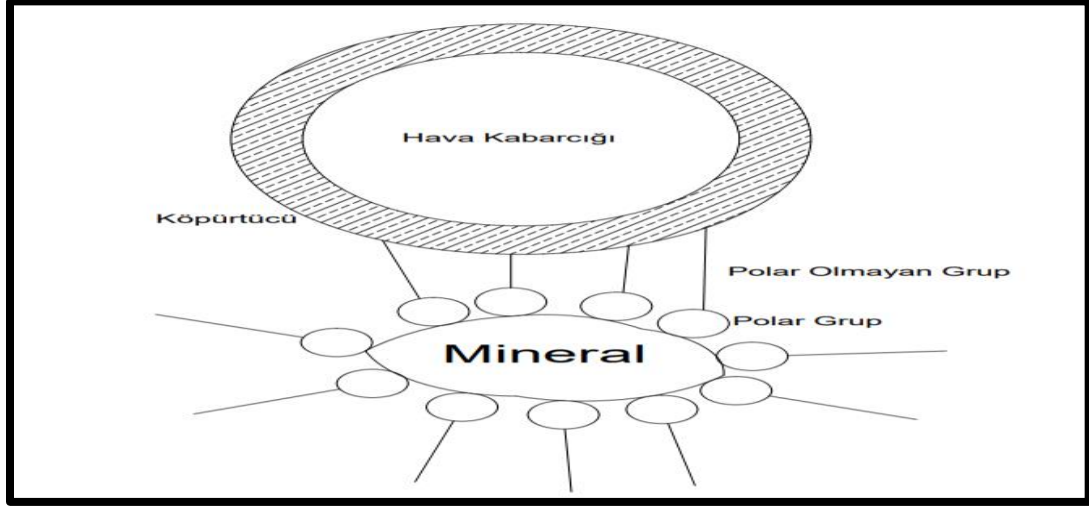 Hava Kabarcığı
Köpürtücü
Polar Olmayan Grup
Polar Grup
Mineral